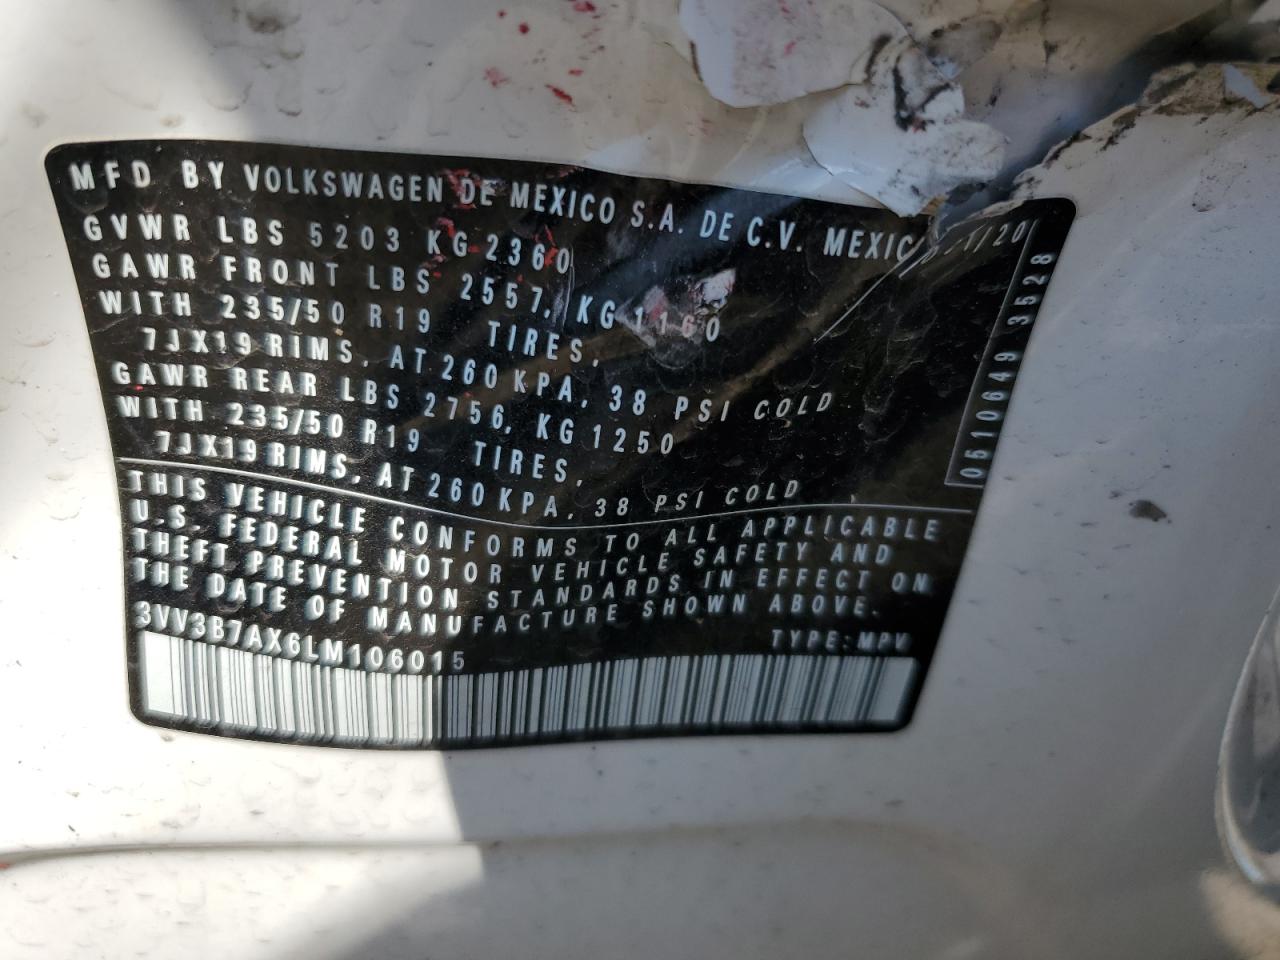 MFD BY VOLKSWAGEN DE MEXICO S.A. DE C.V. MEXIC /20
GVWR LBS 5203 KG 2360
GAWR FRONT LBS 2557, KG 1160
WITH 235/50 R19 TIRES,
7JX19 RIMS, AT 260 KPA, 38 PSI COLD
GAWR REAR LBS 2756, KG 1250
WITH 235/50 R19 TIRES,
7JX19 RIMS, AT 260 KPA, 38 PSI COLD
THIS VEHICLE CONFORMS TO ALL APPLICABLE
U.S. FEDERAL MOTOR VEHICLE SAFETY AND
THEFT PREVENTION STANDARDS IN EFFECT ON
THE DATE OF MANUFACTURE SHOWN ABOVE.
3VV3B7AX6LM106015 TYPE:MPV
05106493528